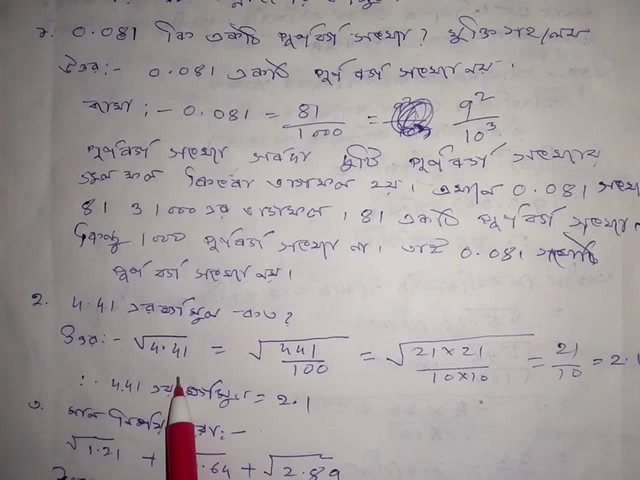 ১. 0.081 কি একটি পূর্ণবর্গ সংখ্যা? যুক্তি সহ
উত্তর:- 0.081 একটি পূর্ণবর্গ সংখ্যা নয়।
ব্যাখ্যা :- 0.081 = 81/1000 = 9²/10³
পূর্ণবর্গ সংখ্যা সর্বদা দুটি পূর্ণবর্গ সংখ্যার
গুণফল কিংবা ভাগফল হয়। এখানে 0.081 সংখ্যা
81 ও 1000 এর ভাগফল। 81 একটি পূর্ণবর্গ সংখ্যা
কিন্তু 1000 পূর্ণবর্গ সংখ্যা না। তাই 0.081 সংখ্যাটি
পূর্ণবর্গ সংখ্যা নয়।
২. 4.41 এর বর্গমূল কত?
উত্তর:- √4.41 = √441/100 = √21×21/10×10 = 21/10 = 2.1
∴ 4.41 এর বর্গমূল = 2.1
৩. মান নির্ণয় করো:-
√1.21 + .64 + √2.89